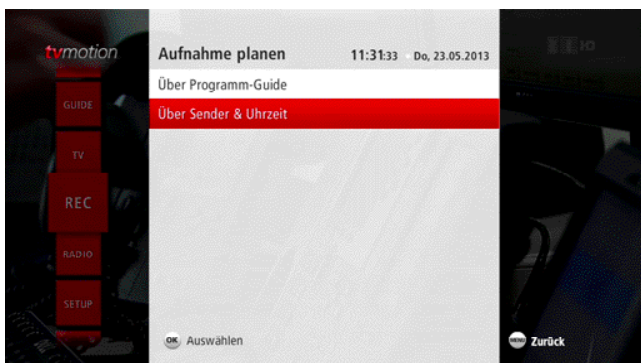 tvmotion
Aufnahme planen
11:31:33 Do, 23.05.2013
Über Programm-Guide
Über Sender & Uhrzeit
GUIDE
TV
REC
RADIO
SETUP
OK Auswählen
MENU Zurück